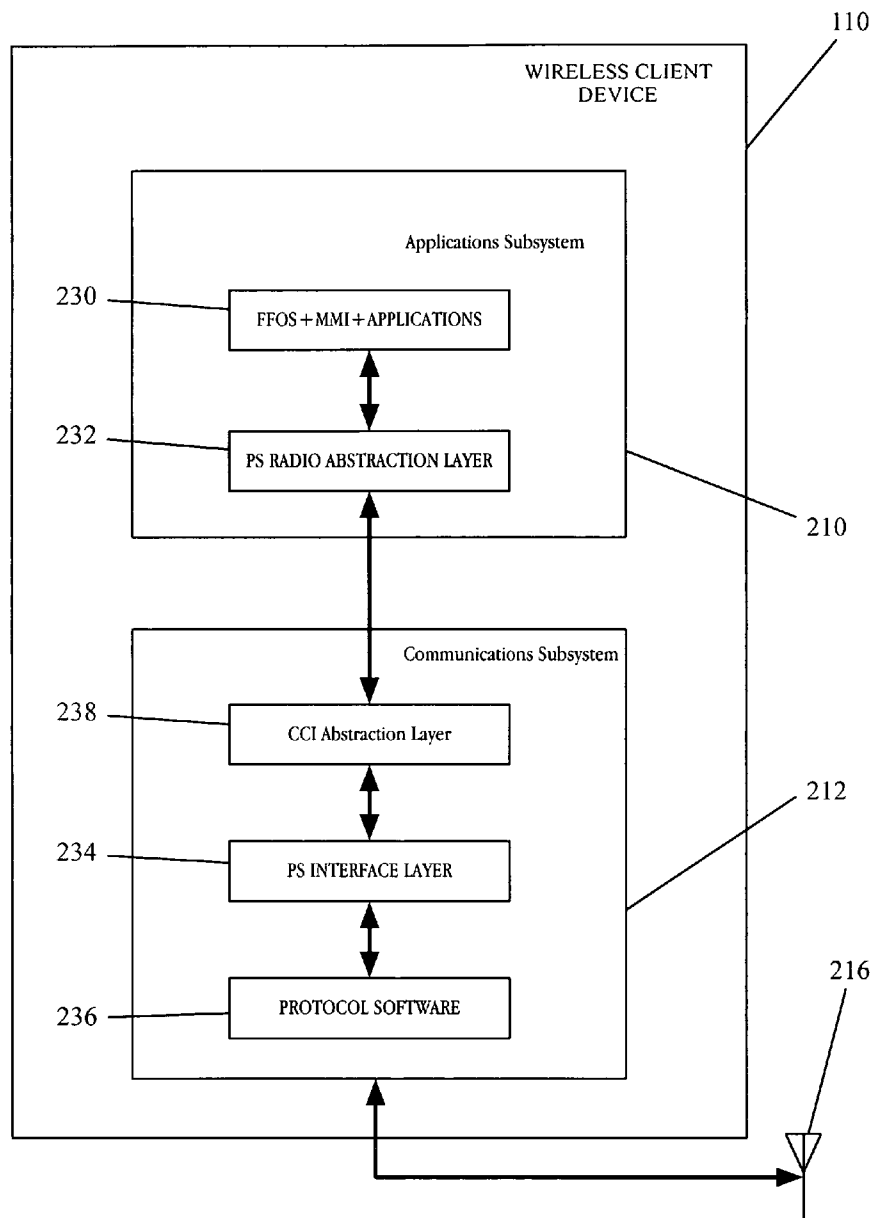 110
WIRELESS CLIENT
DEVICE
Applications Subsystem
230
FFOS+MMI+APPLICATIONS
232
PS RADIO ABSTRACTION LAYER
210
Communications Subsystem
238
CCI Abstraction Layer
212
234
PS INTERFACE LAYER
216
236
PROTOCOL SOFTWARE